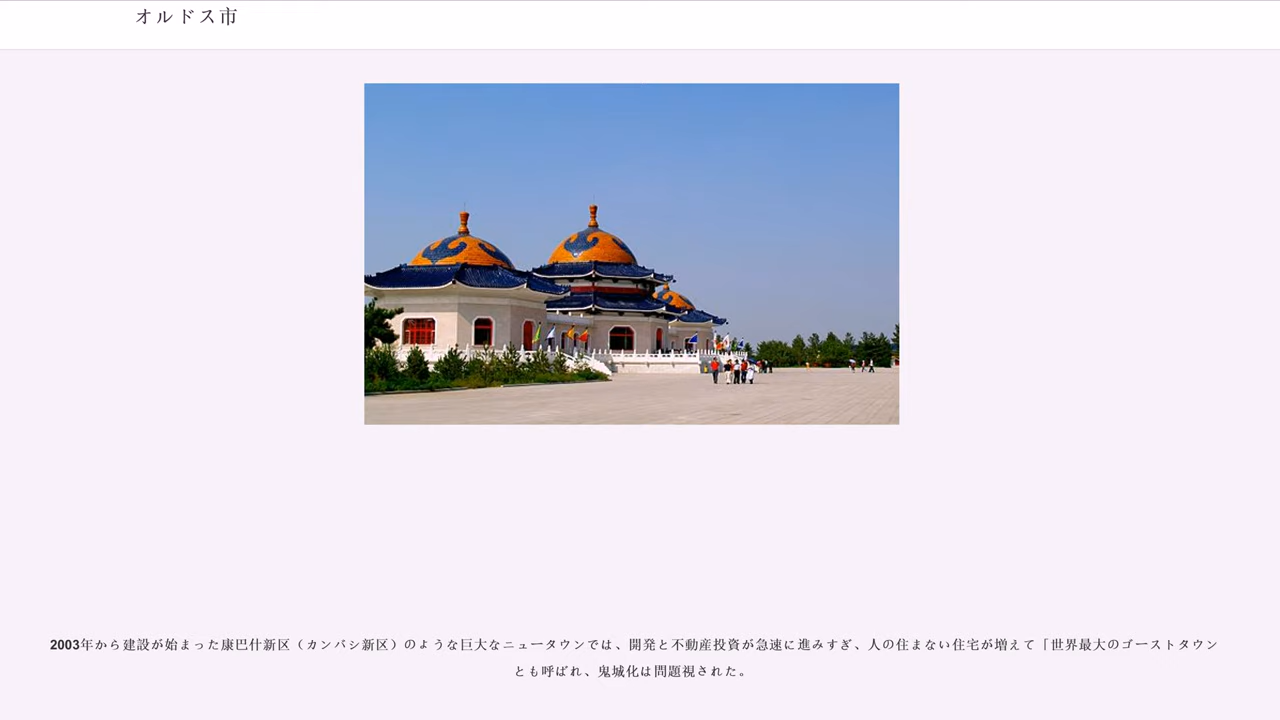 オルドス市
2003年から建設が始まった康巴什新区（カンバシ新区）のような巨大なニュータウンでは、開発と不動産投資が急速に進みすぎ、人の住まない住宅が増えて「世界最大のゴーストタウン
とも呼ばれ、鬼城化は問題視された。